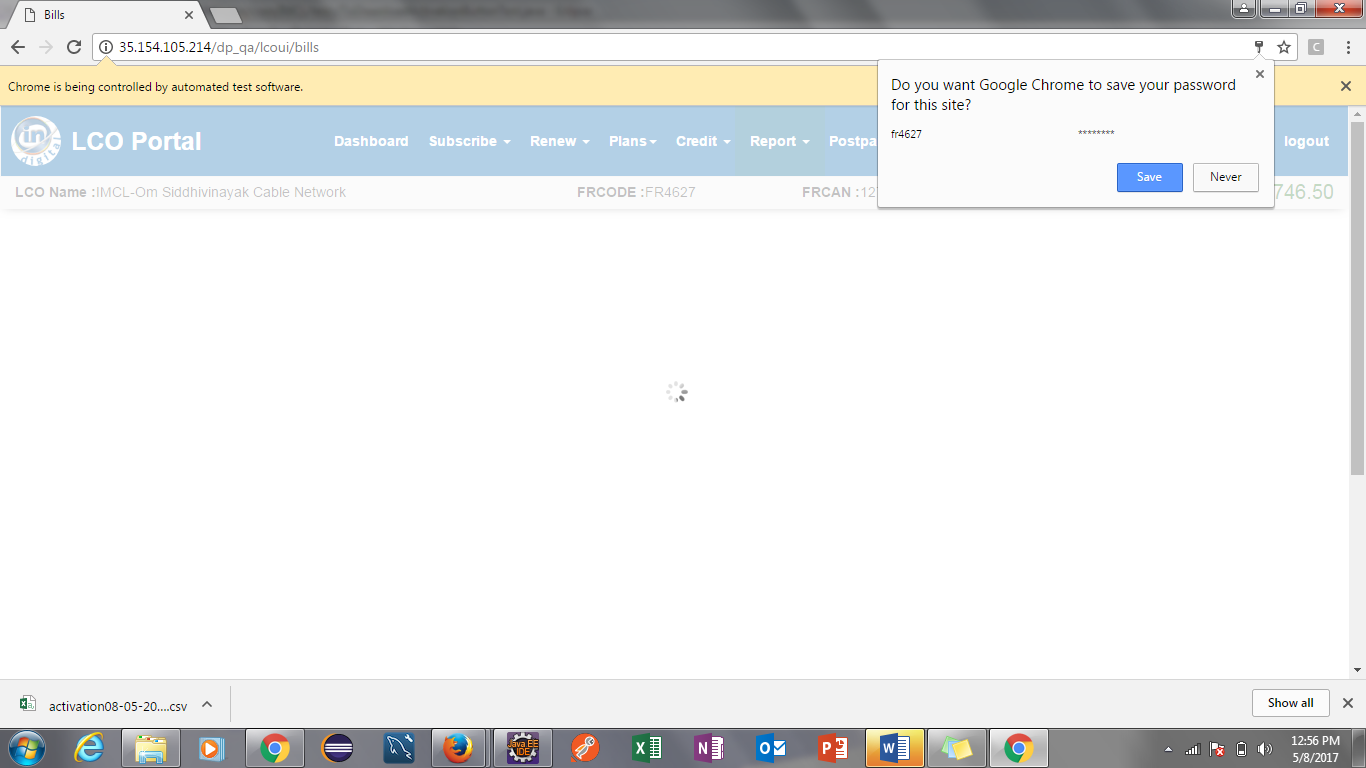 Bills
35.154.105.214/dp_qa/lcoui/bills
C
Chrome is being controlled by automated test software.
Do you want Google Chrome to save your password
for this site?
fr4627 ********
Save Never
in
digital
LCO Portal
Dashboard Subscribe Renew Plans Credit Report Postpa
logout
LCO Name :IMCL-Om Siddhivinayak Cable Network FRCODE :FR4627 FRCAN :12
746.50
activation08-05-20....csv
Show all
Java EE
IDE
12:56 PM
5/8/2017